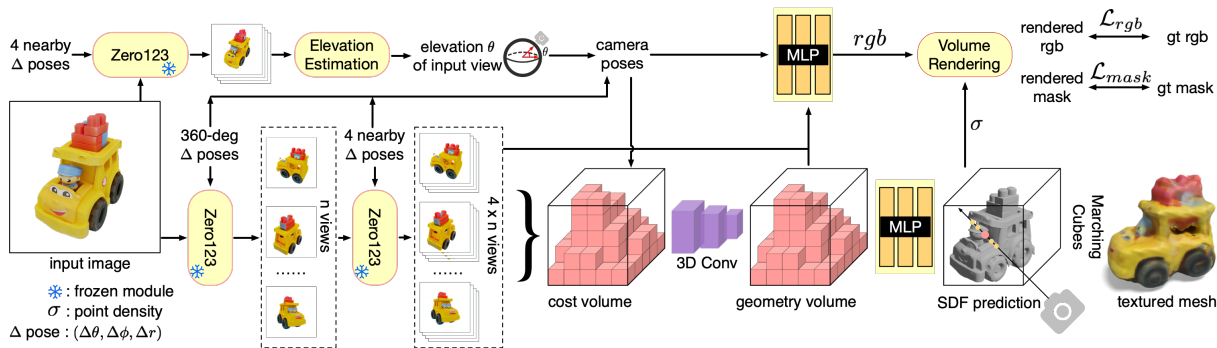 4 nearby
Δ poses
Zero123
Elevation
Estimation
elevation θ
of input view
θ
camera
poses
MLP
rgb
Volume
Rendering
rendered
rgb
ℒrgb
gt rgb
rendered
mask
ℒmask
gt mask
360-deg
Δ poses
4 nearby
Δ poses
σ
Zero123
n views
Zero123
4 x n views
......
......
3D Conv
MLP
Marching
Cubes
input image
cost volume
geometry volume
SDF prediction
textured mesh
: frozen module
σ : point density
Δ pose : (Δθ, Δϕ, Δr)